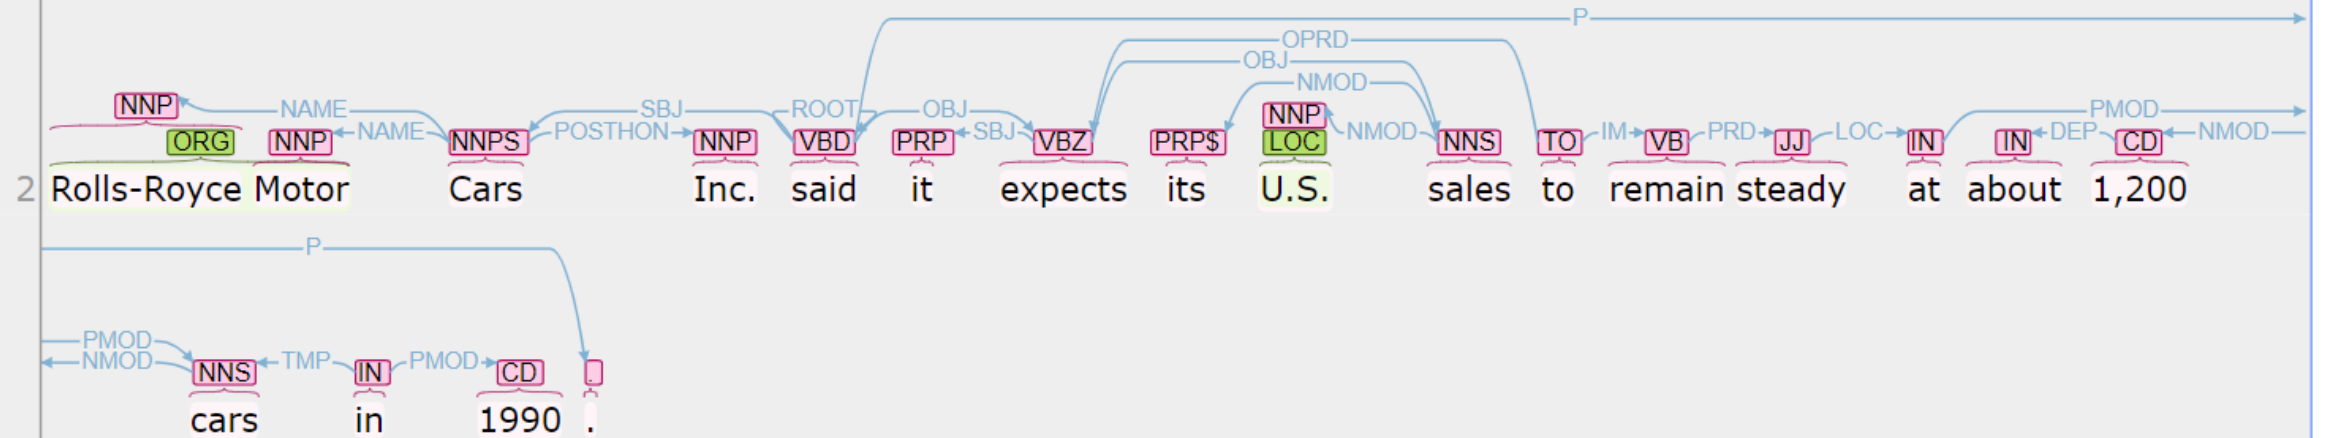 P
OPRD
OBJ
NMOD
NNP NAME SBJ ROOT OBJ NNP PMOD
ORG NNP NAME NNPS POSTHON NNP VBD PRP SBJ VBZ PRP$ LOC NMOD NNS TO IM VB PRD JJ LOC IN IN DEP CD NMOD
2 Rolls-Royce Motor Cars Inc. said it expects its U.S. sales to remain steady at about 1,200
P
PMOD
NMOD NNS TMP IN PMOD CD .
cars in 1990 .